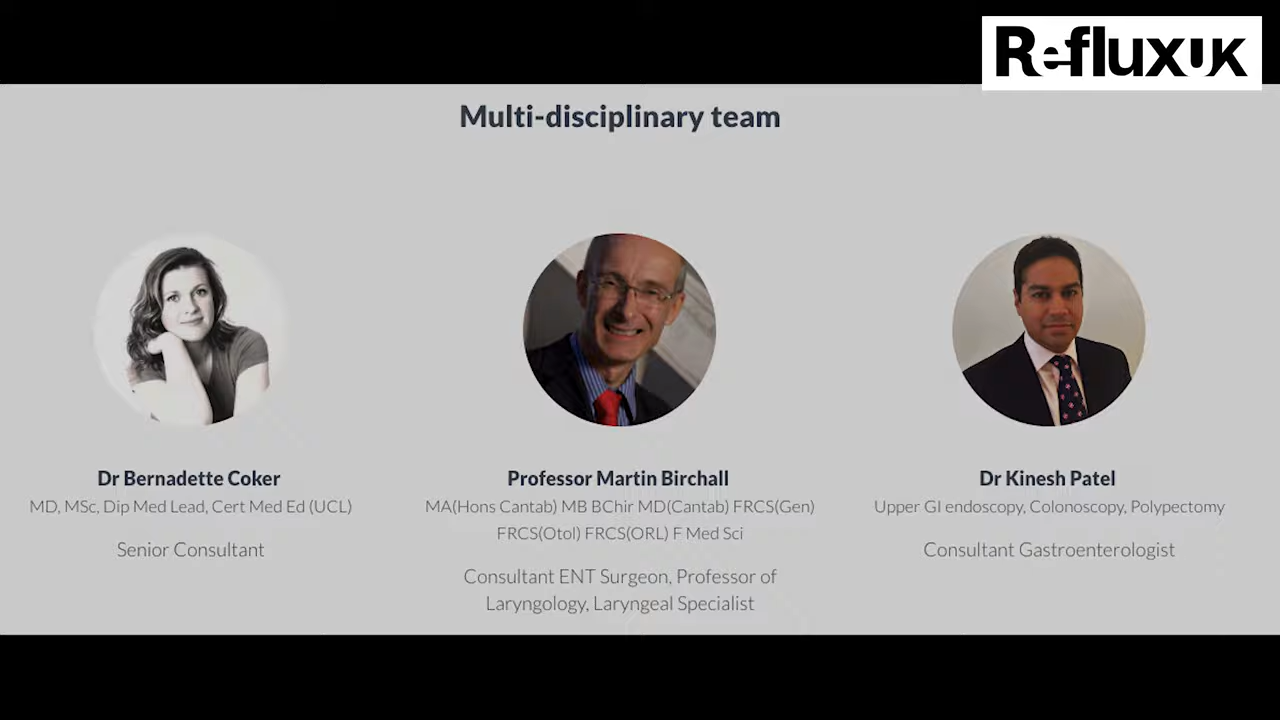 RefluxUK
Multi-disciplinary team
Dr Bernadette Coker
MD, MSc, Dip Med Lead, Cert Med Ed (UCL)
Senior Consultant
Professor Martin Birchall
MA(Hons Cantab) MB BChir MD(Cantab) FRCS(Gen)
FRCS(Otol) FRCS(ORL) F Med Sci
Consultant ENT Surgeon, Professor of
Laryngology, Laryngeal Specialist
Dr Kinesh Patel
Upper GI endoscopy, Colonoscopy, Polypectomy
Consultant Gastroenterologist